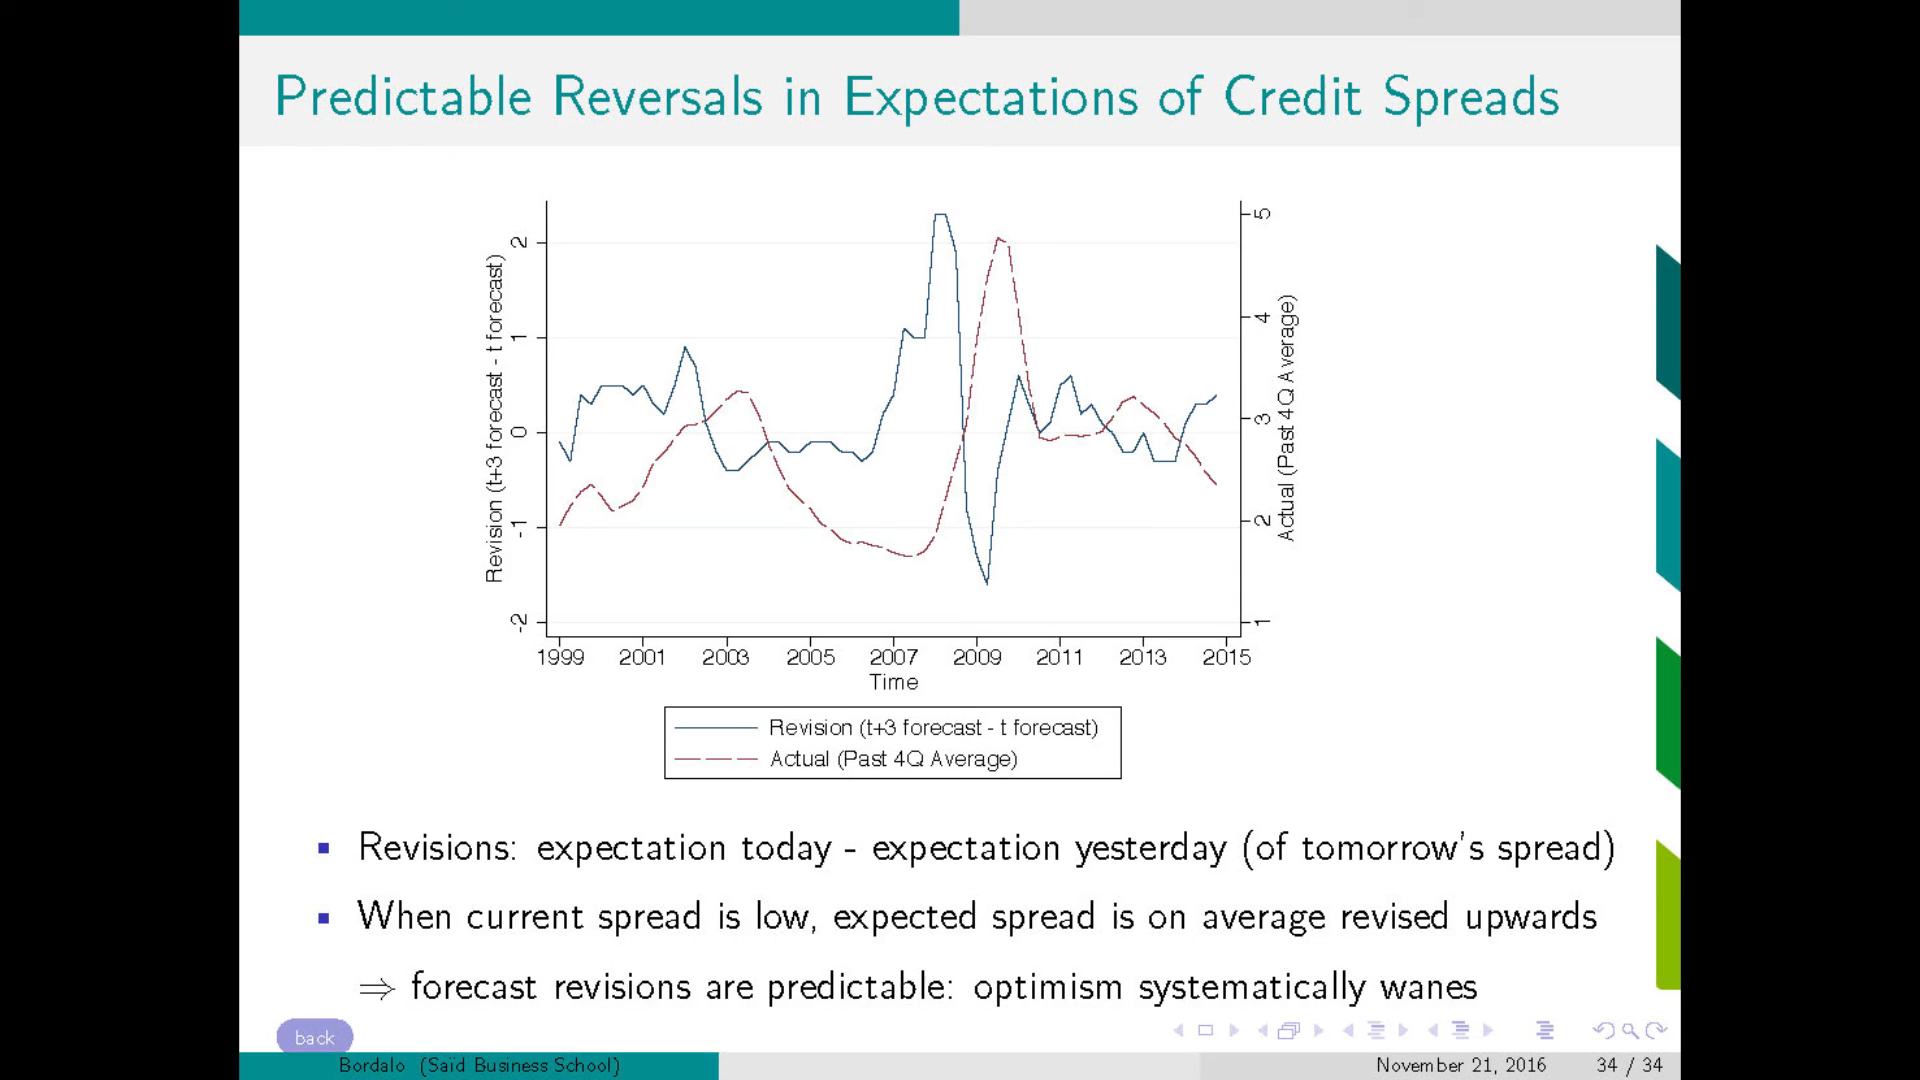 Predictable Reversals in Expectations of Credit Spreads
Revision (t+3 forecast - t forecast)
2
1
0
-1
-2
5
4
3
2
1
Actual (Past 4Q Average)
1999 2001 2003 2005 2007 2009 2011 2013 2015
Time
Revision (t+3 forecast - t forecast)
Actual (Past 4Q Average)
Revisions: expectation today - expectation yesterday (of tomorrow's spread)
When current spread is low, expected spread is on average revised upwards
⇒ forecast revisions are predictable: optimism systematically wanes
back
Bordalo (Saïd Business School) November 21, 2016 34 / 34